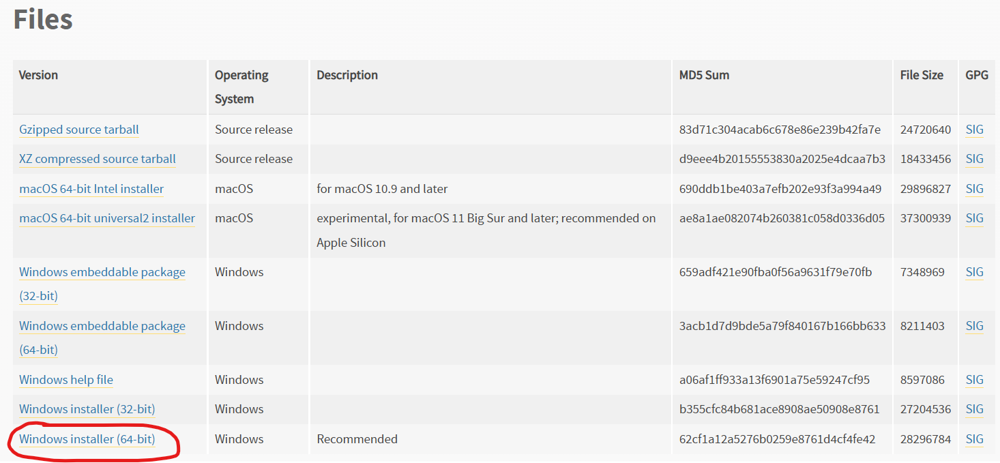 Files
Version Operating Description MD5 Sum File Size GPG
System
Gzipped source tarball Source release 83d71c304acab6c678e86e239b42fa7e 24720640 SIG
XZ compressed source tarball Source release d9eee4b20155553830a2025e4dcaa7b3 18433456 SIG
macOS 64-bit Intel installer macOS for macOS 10.9 and later 690ddb1be403a7efb202e93f3a994a49 29896827 SIG
macOS 64-bit universal2 installer macOS experimental, for macOS 11 Big Sur and later; recommended on ae8a1ae082074b260381c058d0336d05 37300939 SIG
Apple Silicon
Windows embeddable package Windows 659adf421e90fba0f56a9631f79e70fb 7348969 SIG
(32-bit)
Windows embeddable package Windows 3acb1d7d9bde5a79f840167b166bb633 8211403 SIG
(64-bit)
Windows help file Windows a06af1ff933a13f6901a75e59247cf95 8597086 SIG
Windows installer (32-bit) Windows b355cfc84b681ace8908ae50908e8761 27204536 SIG
Windows installer (64-bit) Windows Recommended 62cf1a12a5276b0259e8761d4cf4fe42 28296784 SIG